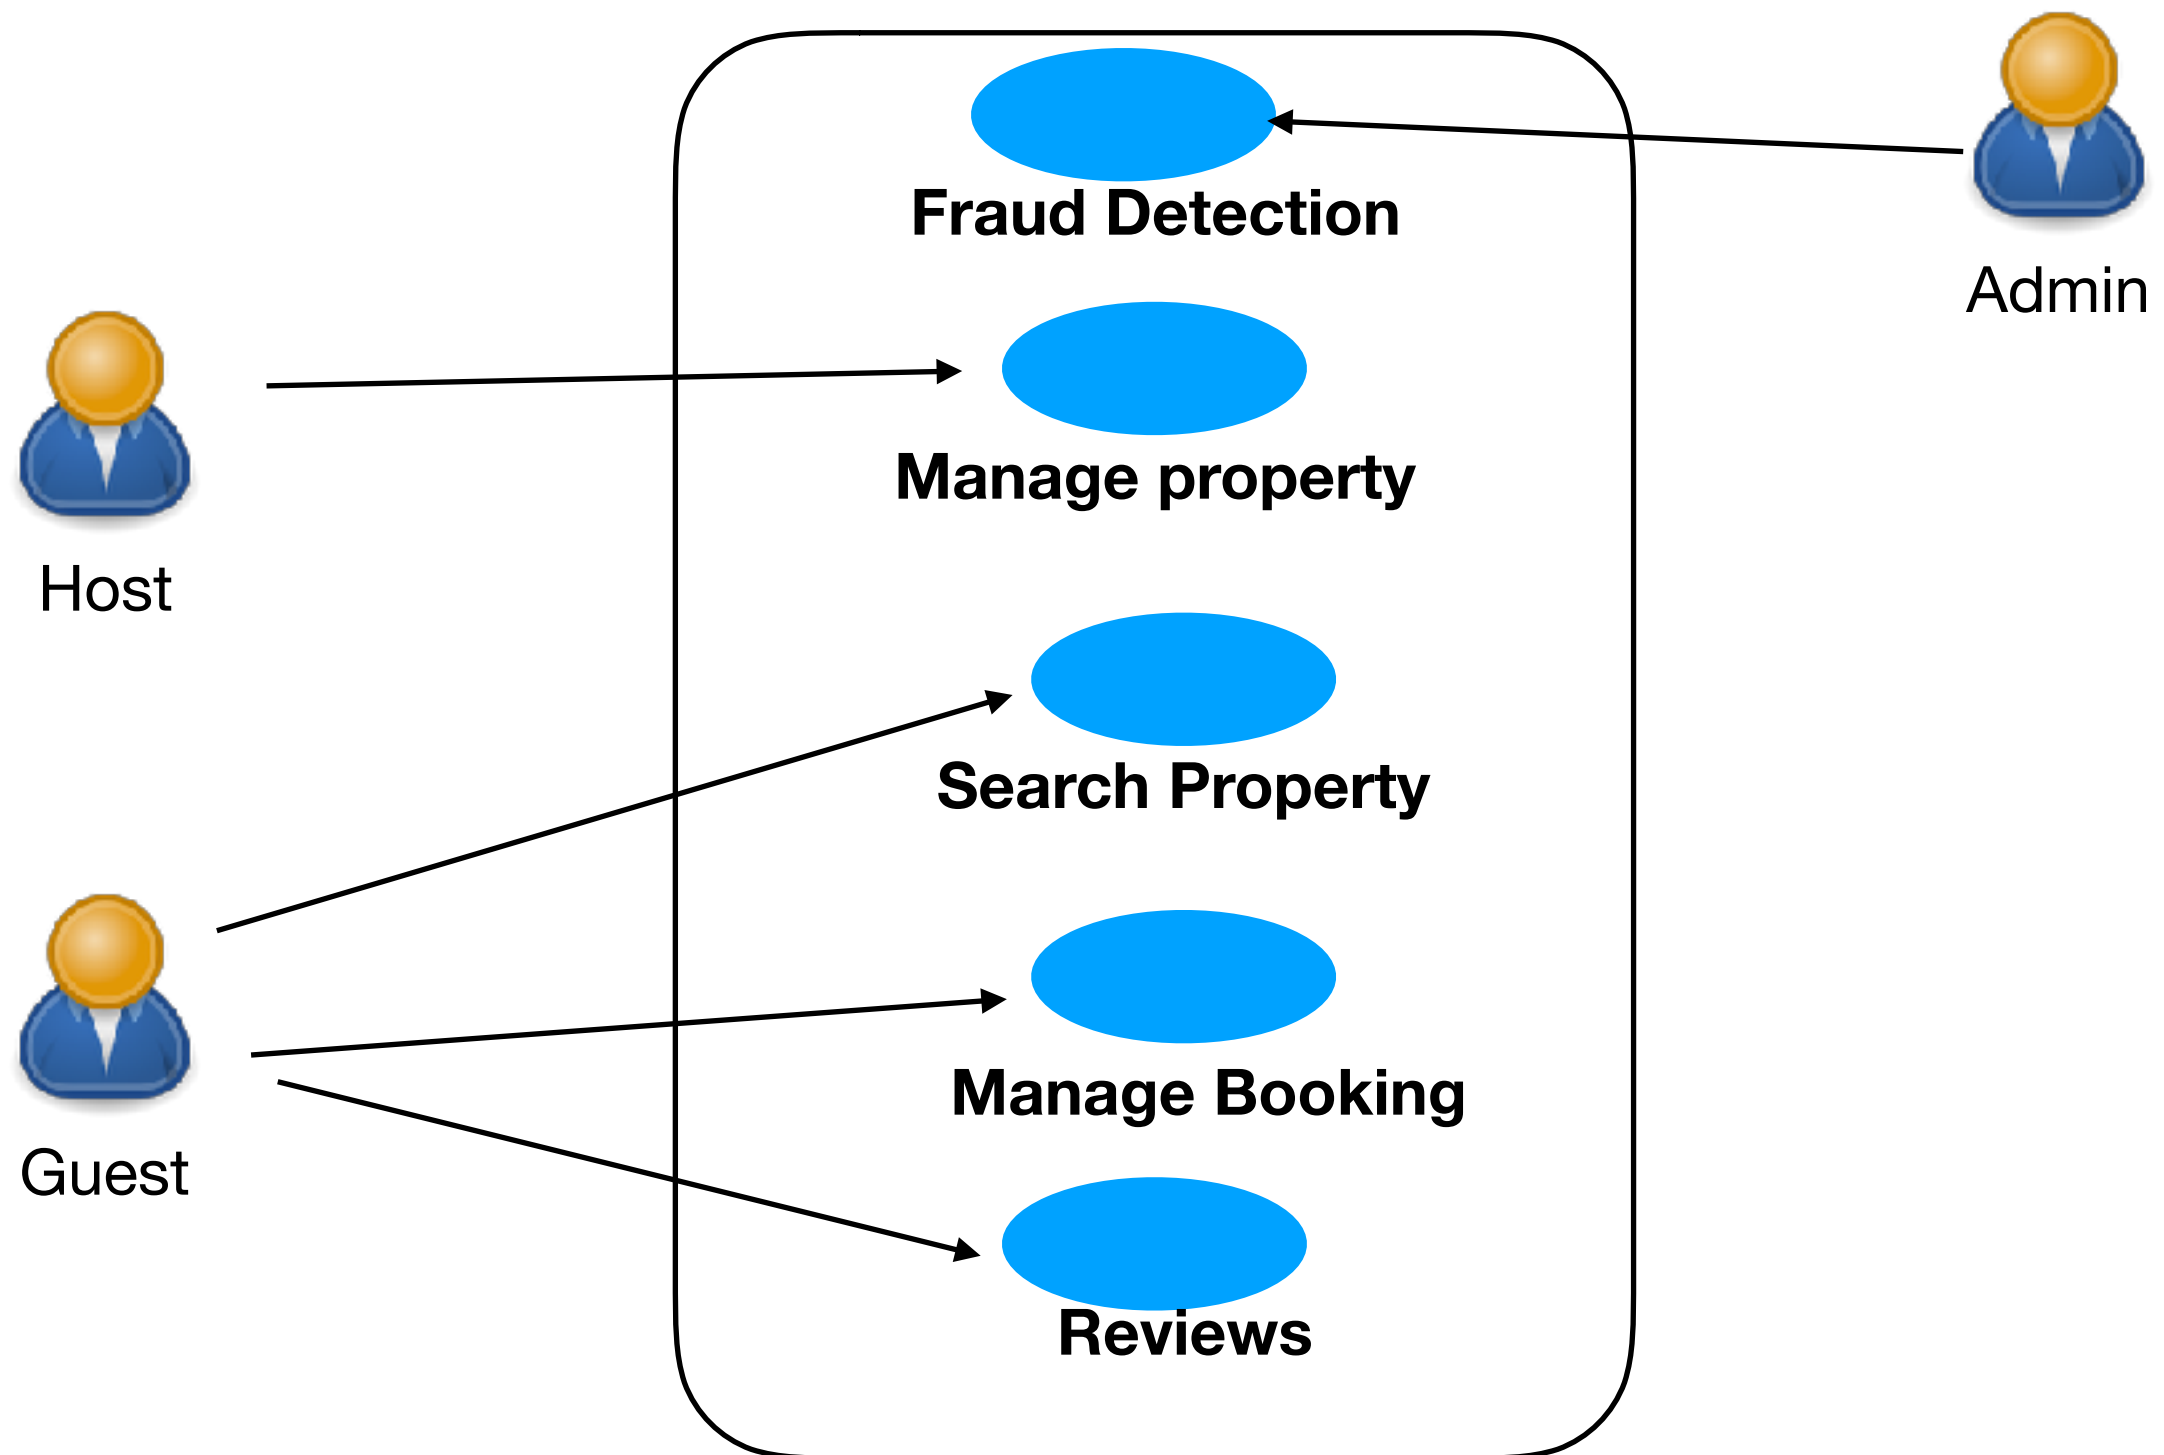 Fraud Detection
Admin
Manage property
Host
Search Property
Manage Booking
Guest
Reviews